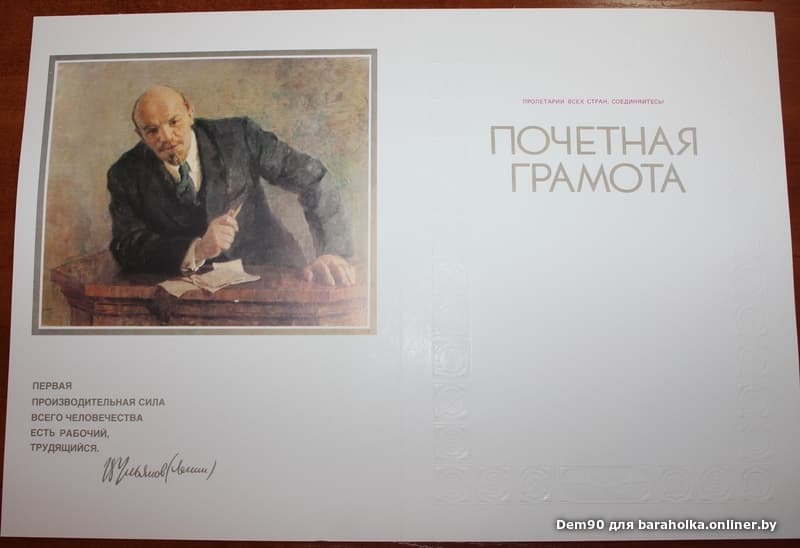 ПЕРВАЯ
ПРОИЗВОДИТЕЛЬНАЯ СИЛА
ВСЕГО ЧЕЛОВЕЧЕСТВА
ЕСТЬ РАБОЧИЙ,
ТРУДЯЩИЙСЯ.
В Ульянов (Ленин)
ПРОЛЕТАРИИ ВСЕХ СТРАН, СОЕДИНЯЙТЕСЬ!
ПОЧЕТНАЯ
ГРАМОТА
Dem90 для baraholka.onliner.by